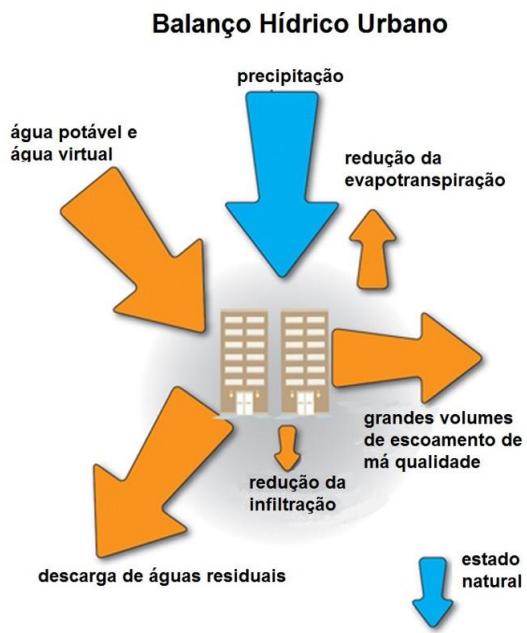 Balanço Hídrico Urbano
precipitação
água potável e
água virtual
redução da
evapotranspiração
grandes volumes
de escoamento de
má qualidade
redução da
infiltração
descarga de águas residuais
estado
natural